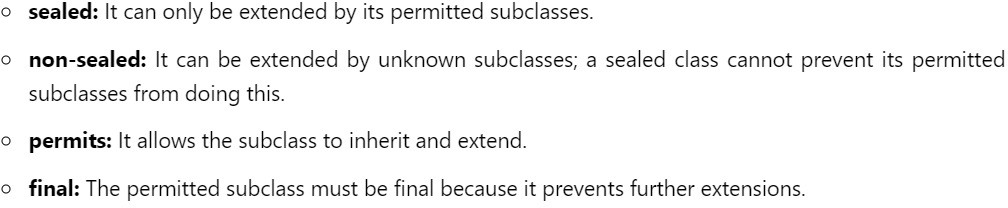 ○ sealed: It can only be extended by its permitted subclasses.
○ non-sealed: It can be extended by unknown subclasses; a sealed class cannot prevent its permitted
subclasses from doing this.
○ permits: It allows the subclass to inherit and extend.
○ final: The permitted subclass must be final because it prevents further extensions.